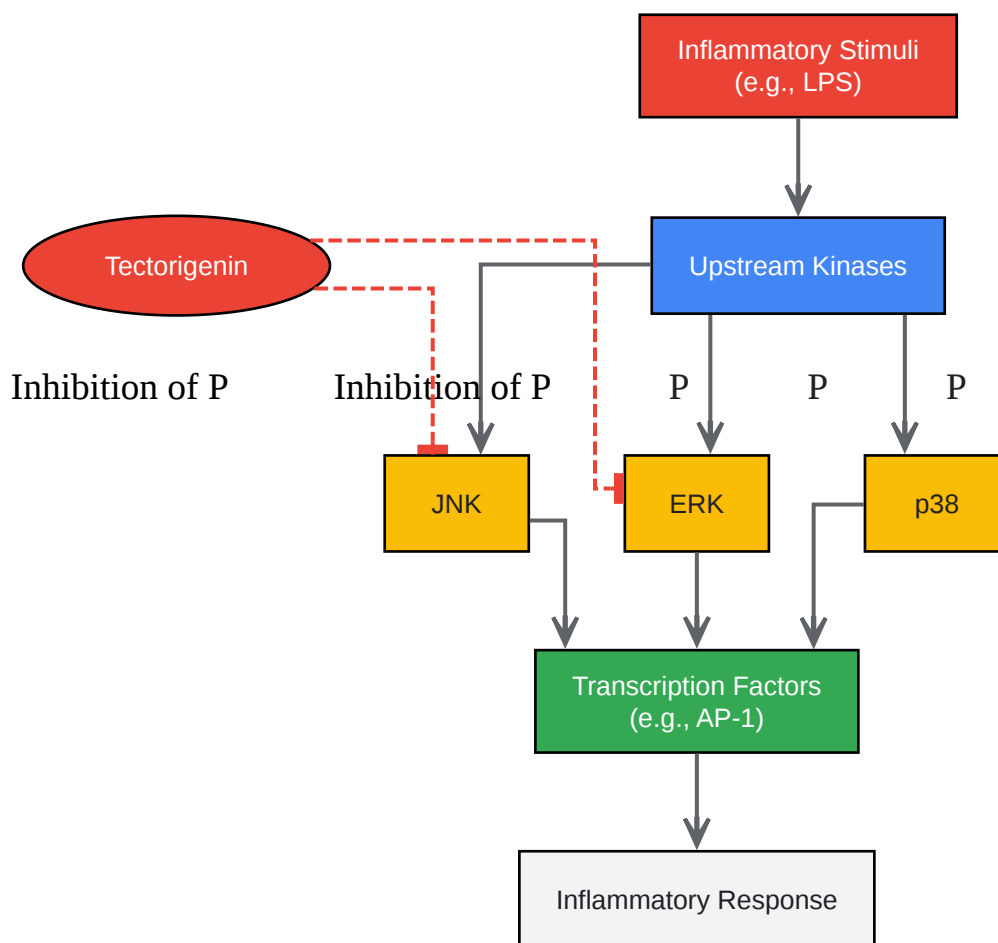 Inflammatory Stimuli
(e.g., LPS)
Tectorigenin
Upstream Kinases
Inhibition of P
Inhibition of P
P
P
P
JNK
ERK
p38
Transcription Factors
(e.g., AP-1)
Inflammatory Response